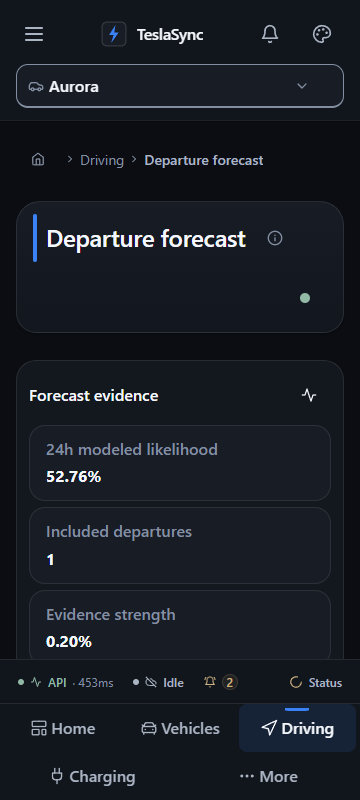 TeslaSync
Aurora
Driving Departure forecast
Departure forecast
Forecast evidence
24h modeled likelihood
52.76%
Included departures
1
Evidence strength
0.20%
API · 453ms Idle 2 Status
Home Vehicles Driving
Charging More